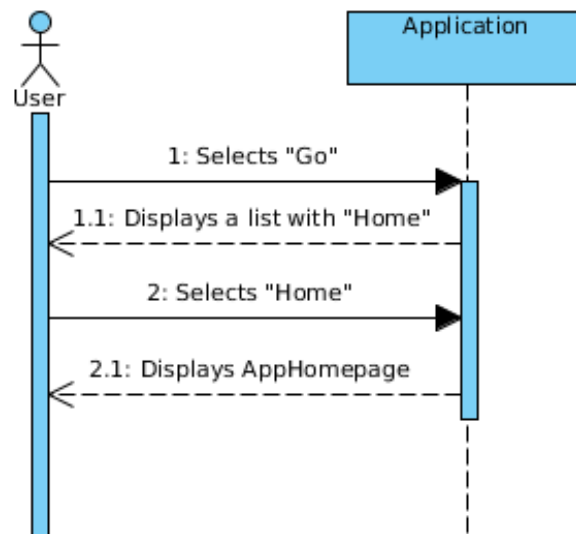 Application
User
1: Selects "Go"
1.1: Displays a list with "Home"
2: Selects "Home"
2.1: Displays AppHomepage